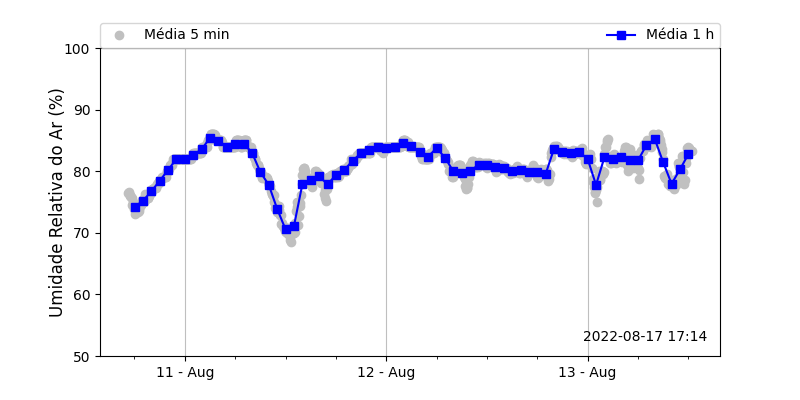 Média 5 min
Média 1 h
100
90
80
70
60
50
Umidade Relativa do Ar (%)
2022-08-17 17:14
11 - Aug
12 - Aug
13 - Aug